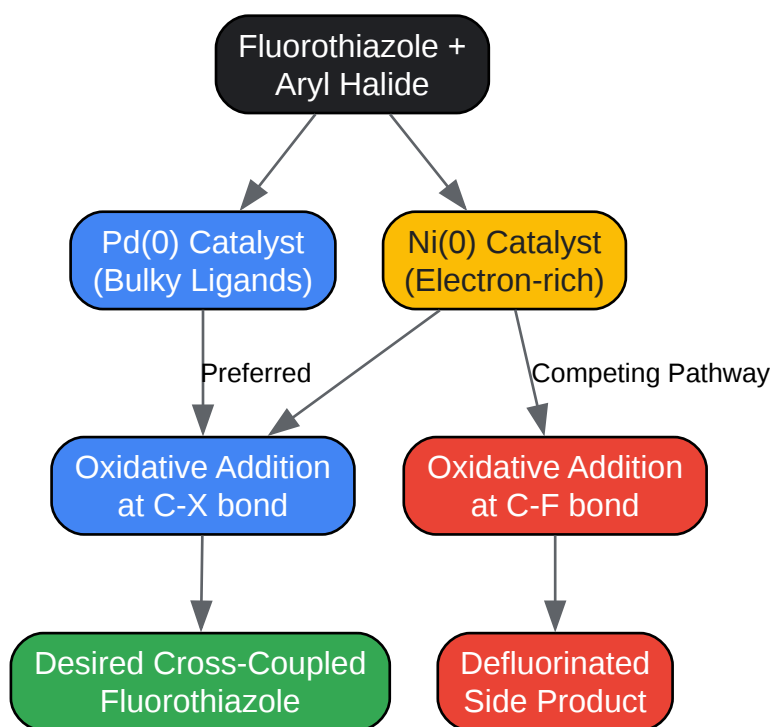 Fluorothiazole +
Aryl Halide
Pd(0) Catalyst
(Bulky Ligands)
Ni(0) Catalyst
(Electron-rich)
Preferred
Competing Pathway
Oxidative Addition
at C-X bond
Oxidative Addition
at C-F bond
Desired Cross-Coupled
Fluorothiazole
Defluorinated
Side Product